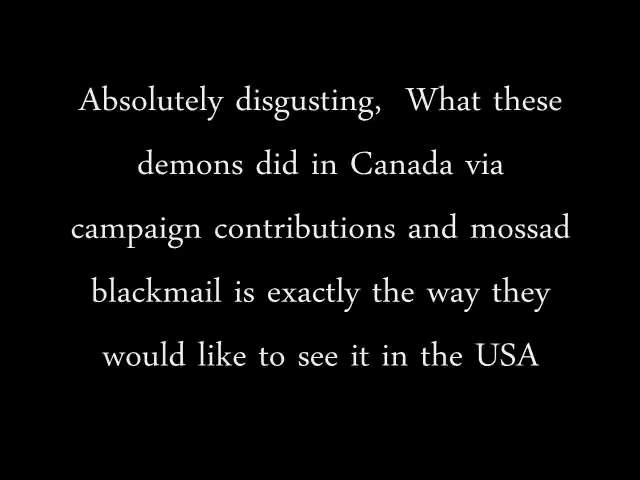 Absolutely disgusting,  What these
demons did in Canada via
campaign contributions and mossad
blackmail is exactly the way they
would like to see it in the USA